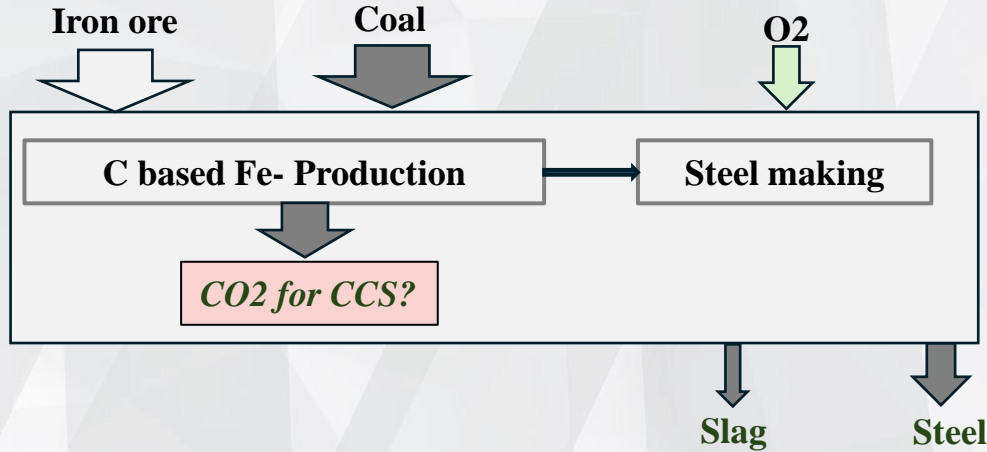 Iron ore
Coal
O2
C based Fe- Production
Steel making
CO2 for CCS?
Slag
Steel